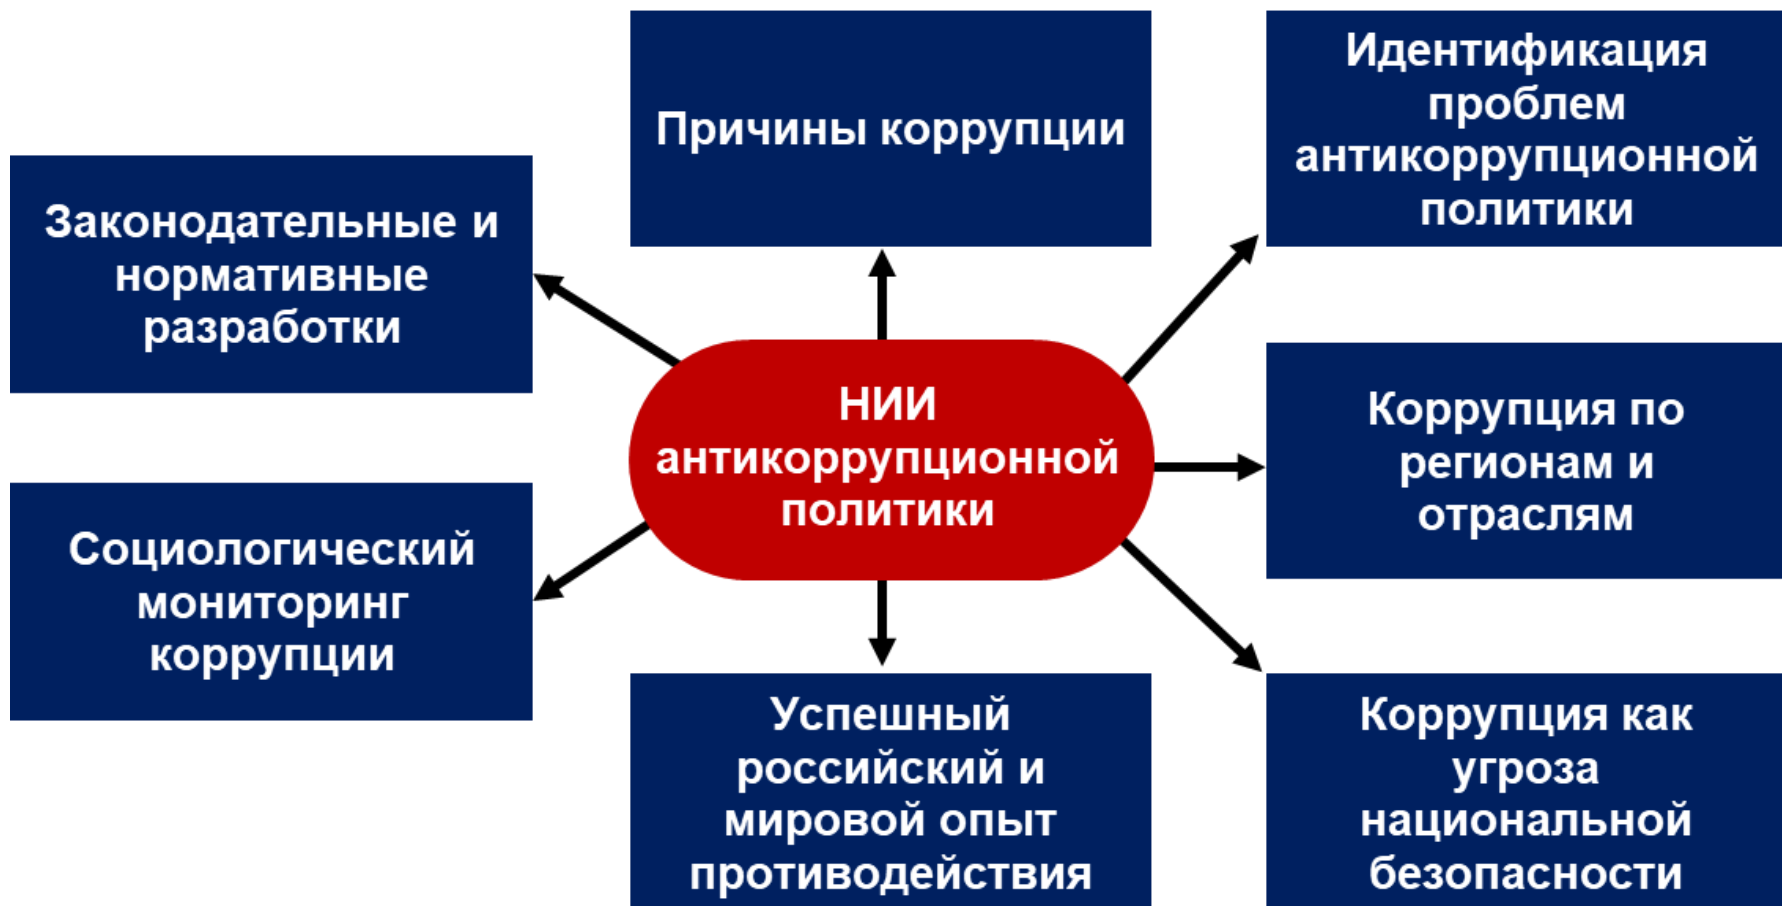 Причины коррупции
Идентификация
проблем
антикоррупционной
политики
Законодательные и
нормативные
разработки
НИИ
антикоррупционной
политики
Коррупция по
регионам и
отраслям
Социологический
мониторинг
коррупции
Успешный
российский и
мировой опыт
противодействия
Коррупция как
угроза
национальной
безопасности